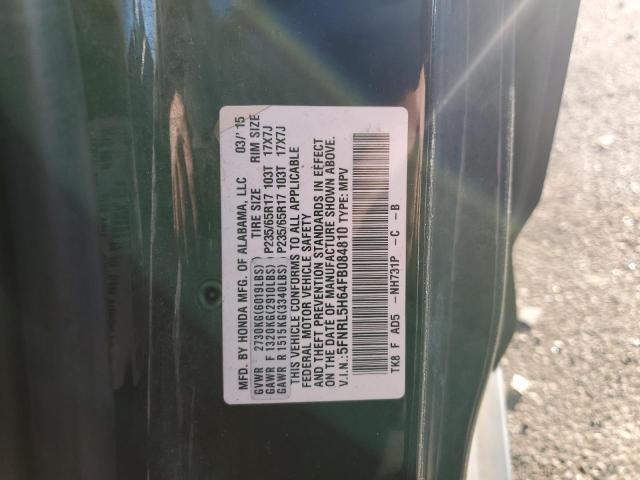 MFD. BY HONDA MFG. OF ALABAMA, LLC 03/'15
TIRE SIZE RIM SIZE
GVWR 2730KG(6019LBS)
GAWR F 1320KG(2910LBS) P235/65R17 103T 17X7J
GAWR R 1515KG(3340LBS) P235/65R17 103T 17X7J
THIS VEHICLE CONFORMS TO ALL APPLICABLE
FEDERAL MOTOR VEHICLE SAFETY
AND THEFT PREVENTION STANDARDS IN EFFECT
ON THE DATE OF MANUFACTURE SHOWN ABOVE.
V.I.N.:5FNRL5H64FB084810 TYPE: MPV
TK8 F AD5 -NH731P -C -B